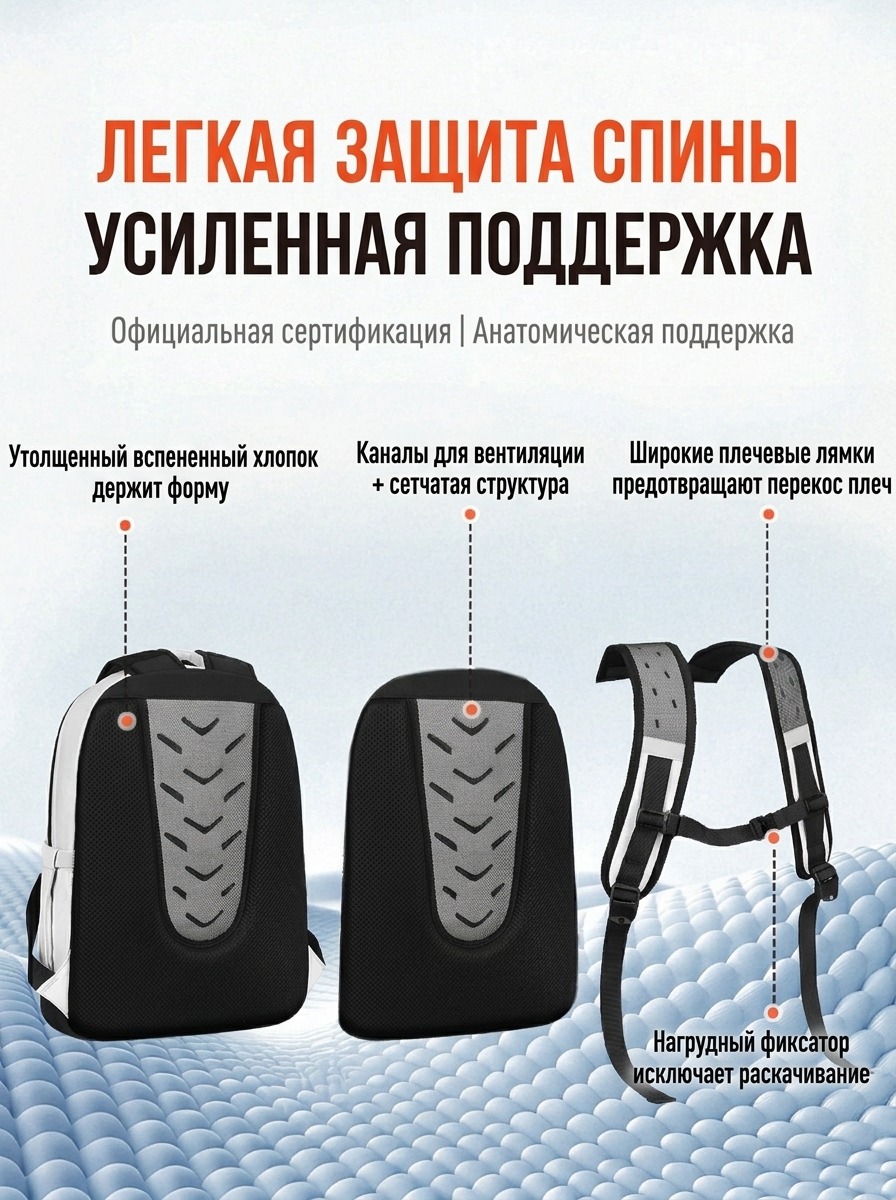 ЛЕГКАЯ ЗАЩИТА СПИНЫ
УСИЛЕННАЯ ПОДДЕРЖКА
Официальная сертификация | Анатомическая поддержка
Утолщенный вспененный хлопок
держит форму
Каналы для вентиляции
+ сетчатая структура
Широкие плечевые лямки
предотвращают перекос плеч
Нагрудный фиксатор
исключает раскачивание